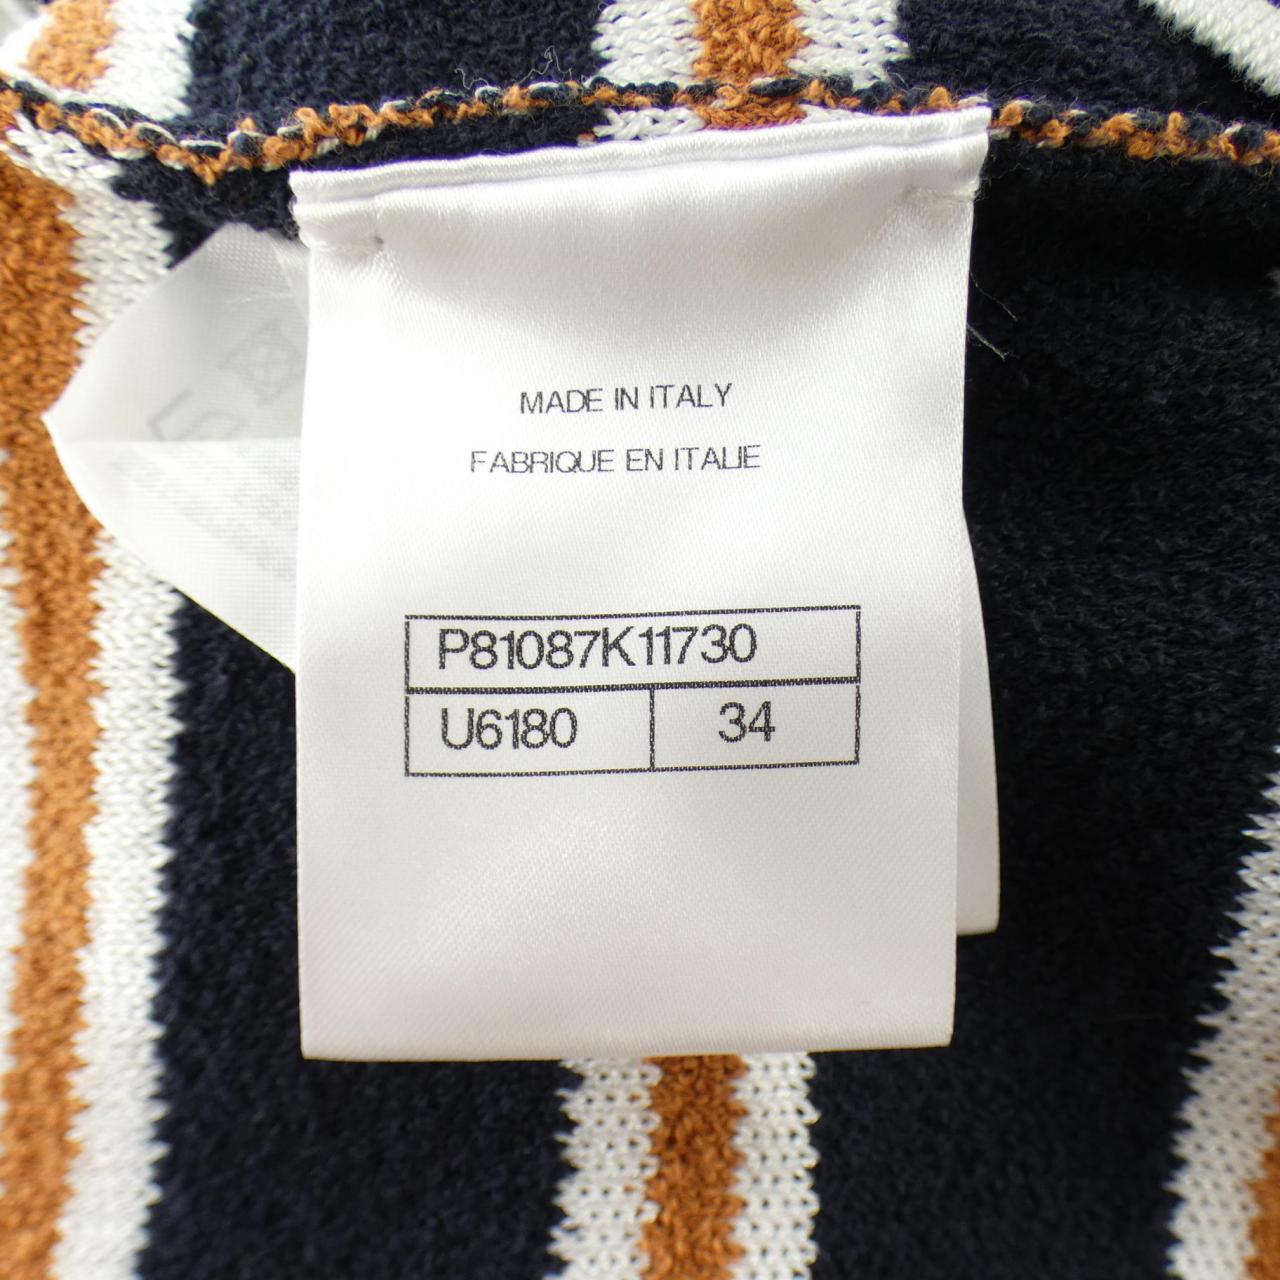 MADE IN ITALY
FABRIQUE EN ITALIE
P81087K11730
U6180 34